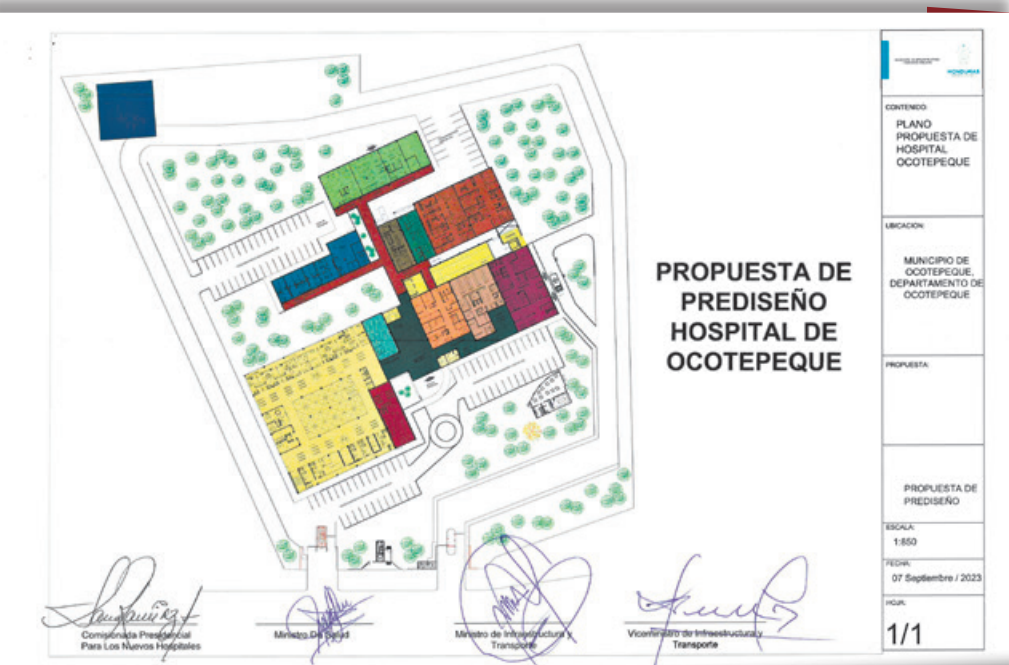 HONDURAS
CONTENIDO:
PLANO
PROPUESTA DE
HOSPITAL
OCOTEPEQUE
UBICACIÓN:
MUNICIPIO DE
OCOTEPEQUE,
DEPARTAMENTO DE
OCOTEPEQUE
PROPUESTA DE
PREDISEÑO
HOSPITAL DE
OCOTEPEQUE
PROPUESTA:
PROPUESTA DE
PREDISEÑO
ESCALA:
1:850
FECHA:
07 Septiembre / 2023
HOJA:
1/1
Comisionada Presidencial
Para Los Nuevos Hospitales
Ministro De Salud
Ministro de Infraestructura y
Transporte
Viceministro de Infraestructura y
Transporte